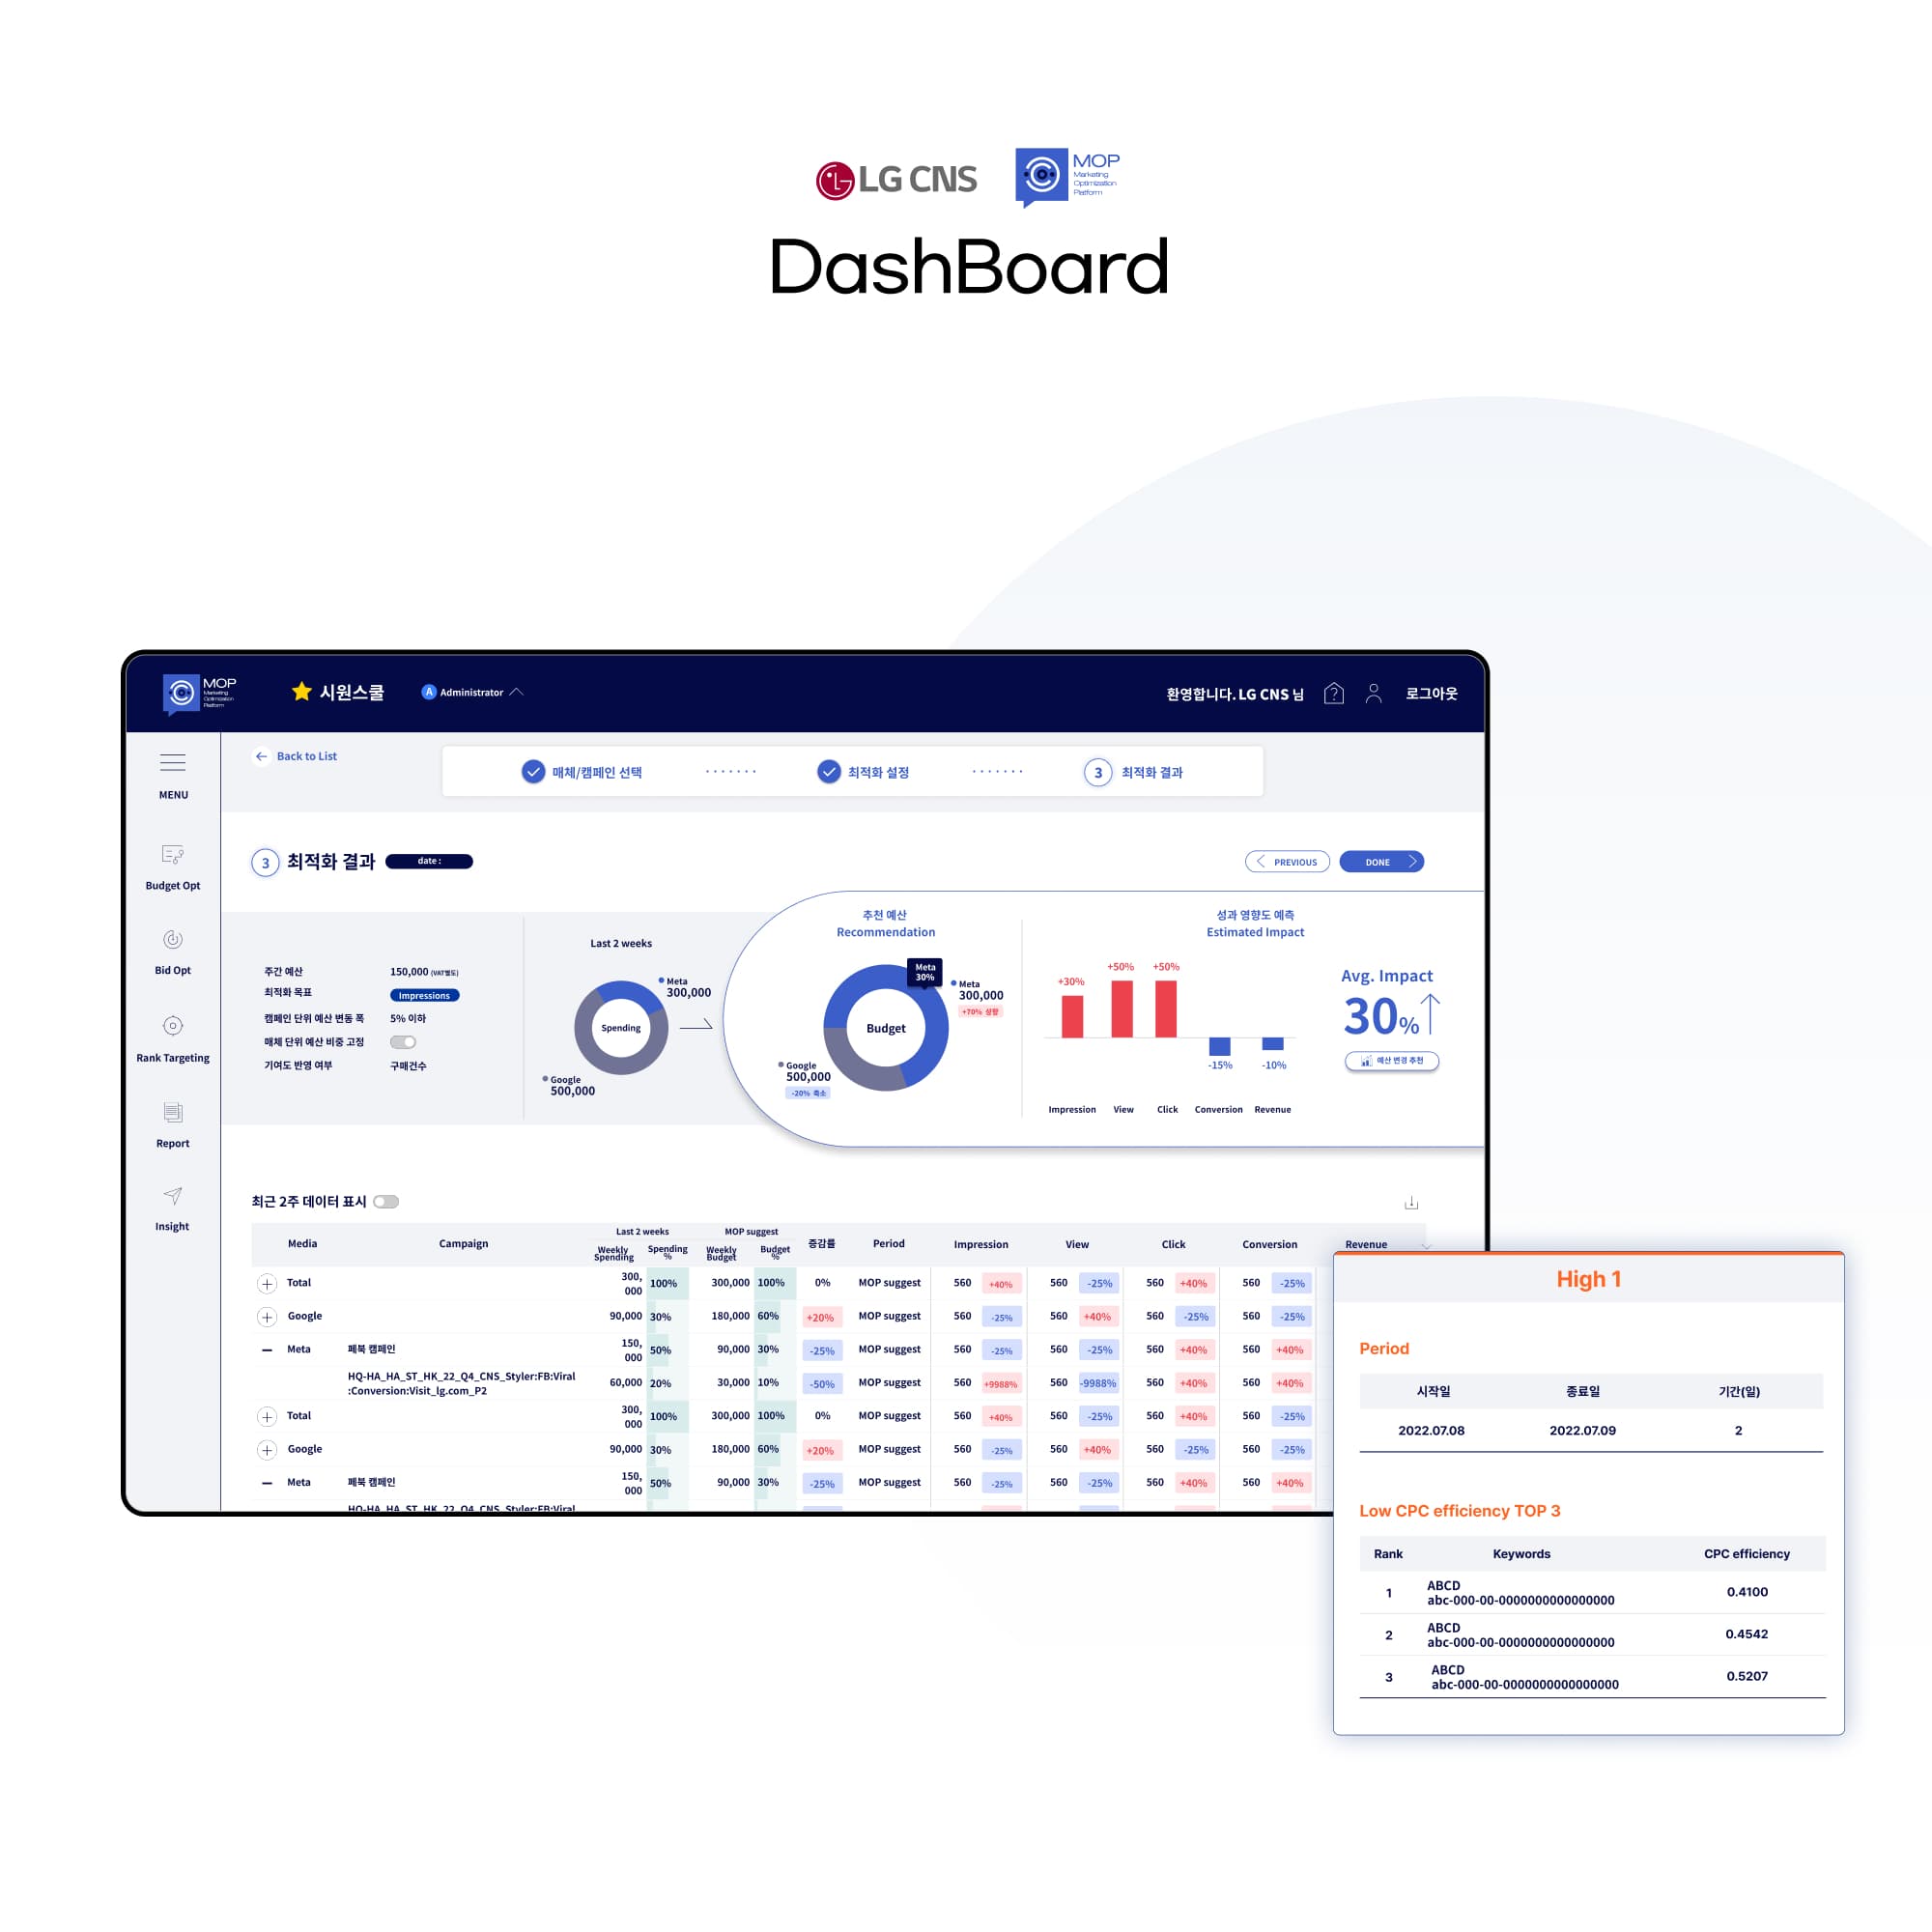 LG CNS
MOP
Marketing
Optimization
Platform
DashBoard
MOP
Marketing
Optimization
Platform
시원스쿨
A Administrator
환영합니다. LG CNS 님
로그아웃
MENU
Budget Opt
Bid Opt
Rank Targeting
Report
Insight
Back to List
매체/캠페인 선택
최적화 설정
3 최적화 결과
3 최적화 결과 date :
PREVIOUS
DONE
주간 예산 150,000 (VAT별도)
최적화 목표 Impressions
캠페인 단위 예산 변동 폭 5% 이하
매체 단위 예산 비중 고정
기여도 반영 여부 구매건수
Last 2 weeks
Spending
Meta
300,000
Google
500,000
추천 예산
Recommendation
Budget
Meta
30%
Meta
300,000
+70% 성향
Google
500,000
-20% 축소
성과 영향도 예측
Estimated Impact
+30% +50% +50%
-15% -10%
Impression View Click Conversion Revenue
Avg. Impact
30%
예산 변경 추천
최근 2주 데이터 표시
Last 2 weeks MOP suggest
Media Campaign Weekly Spending Spending % Weekly Budget Budget % 증감률 Period Impression View Click Conversion Revenue
Total 300,000 100% 300,000 100% 0% MOP suggest 560 +40% 560 -25% 560 +40% 560 -25%
Google 90,000 30% 180,000 60% +20% MOP suggest 560 -25% 560 +40% 560 -25% 560 -25%
Meta 페북 캠페인 150,000 50% 90,000 30% -25% MOP suggest 560 -25% 560 -25% 560 +40% 560 +40%
HQ-HA_HA_ST_HK_22_Q4_CNS_Styler:FB:Viral
:Conversion:Visit_lg.com_P2 60,000 20% 30,000 10% -50% MOP suggest 560 +9988% 560 -9988% 560 +40% 560 +40%
Total 300,000 100% 300,000 100% 0% MOP suggest 560 +40% 560 -25% 560 +40% 560 -25%
Google 90,000 30% 180,000 60% +20% MOP suggest 560 -25% 560 +40% 560 -25% 560 -25%
Meta 페북 캠페인 150,000 50% 90,000 30% -25% MOP suggest 560 -25% 560 -25% 560 +40% 560 +40%
HQ-HA_HA_ST_HK_22_Q4_CNS_Styler:FB:Viral
High 1
Period
시작일 종료일 기간(일)
2022.07.08 2022.07.09 2
Low CPC efficiency TOP 3
Rank Keywords CPC efficiency
1 ABCD
abc-000-00-0000000000000000 0.4100
2 ABCD
abc-000-00-0000000000000000 0.4542
3 ABCD
abc-000-00-0000000000000000 0.5207